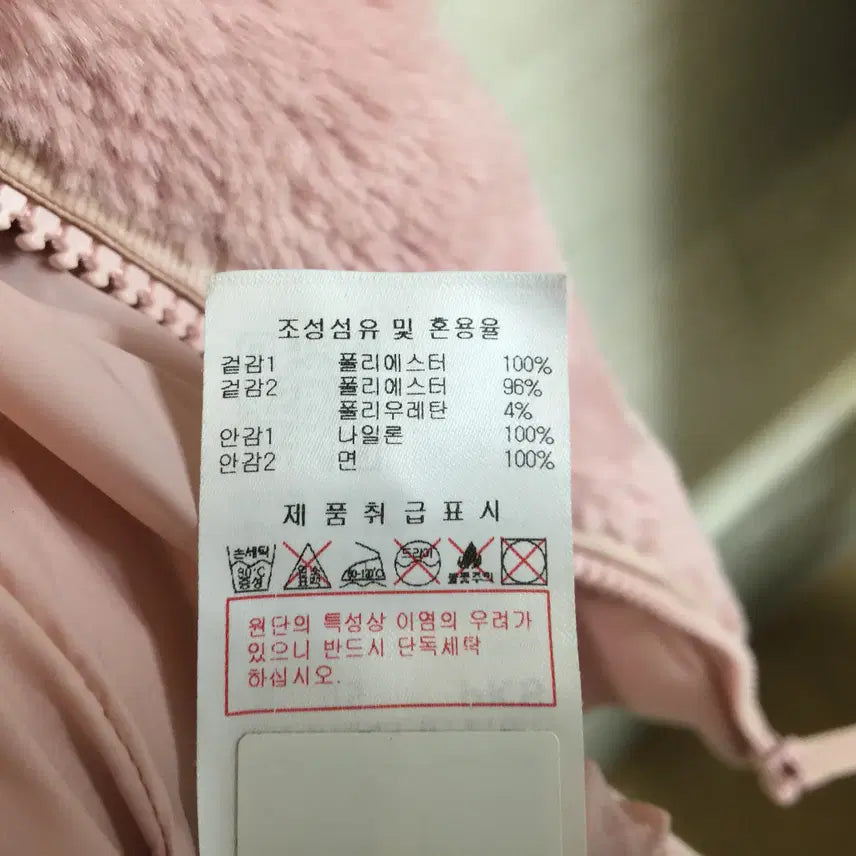 조성섬유 및 혼용율
겉감1 폴리에스터 100%
겉감2 폴리에스터 96%
폴리우레탄 4%
안감1 나일론 100%
안감2 면 100%
제 품 취 급 표 시
손세탁 드라이
중성
원단의 특성상 이염의 우려가
있으니 반드시 단독세탁
하십시오.